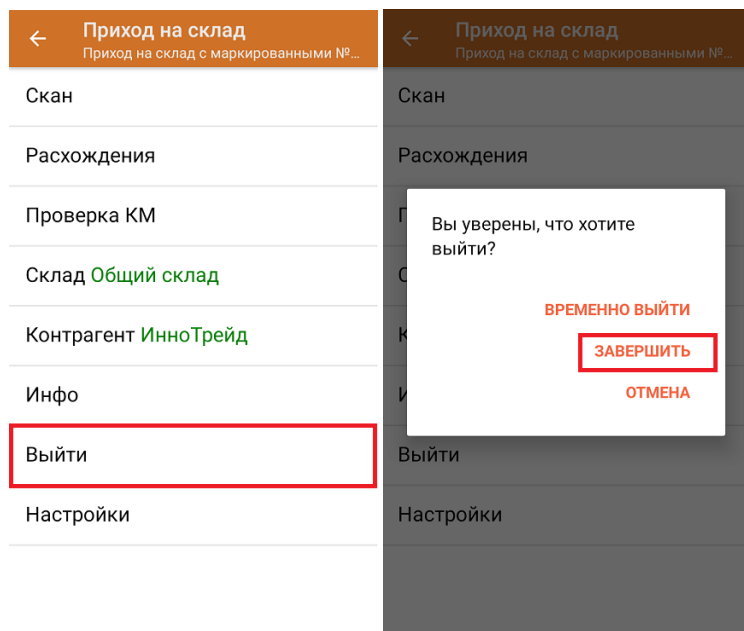 Приход на склад
Приход на склад с маркированными №...
Скан
Расхождения
Проверка КМ
Склад Общий склад
Контрагент ИнноТрейд
Инфо
Выйти
Настройки
Приход на склад
Приход на склад с маркированными №...
Скан
Расхождения
П
С
К
И
Вы уверены, что хотите
выйти?
ВРЕМЕННО ВЫЙТИ
ЗАВЕРШИТЬ
ОТМЕНА
Выйти
Настройки